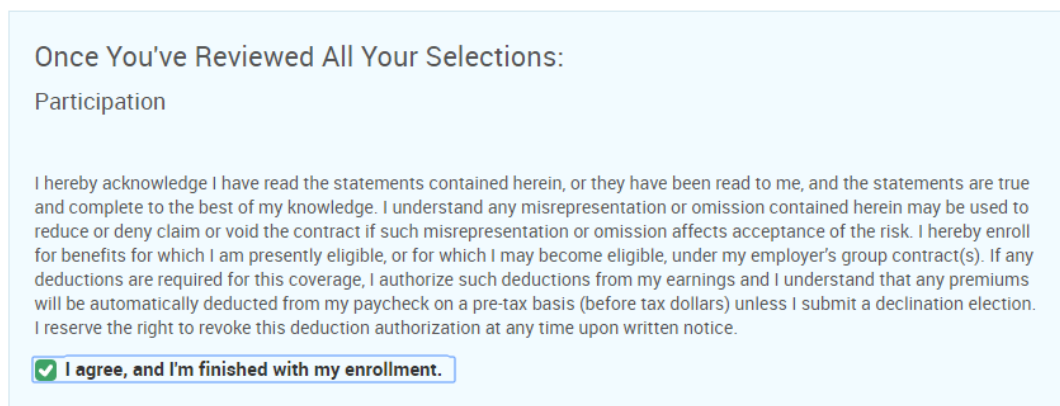 Once You've Reviewed All Your Selections:
Participation
I hereby acknowledge I have read the statements contained herein, or they have been read to me, and the statements are true
and complete to the best of my knowledge. I understand any misrepresentation or omission contained herein may be used to
reduce or deny claim or void the contract if such misrepresentation or omission affects acceptance of the risk. I hereby enroll
for benefits for which I am presently eligible, or for which I may become eligible, under my employer's group contract(s). If any
deductions are required for this coverage, I authorize such deductions from my earnings and I understand that any premiums
will be automatically deducted from my paycheck on a pre-tax basis (before tax dollars) unless I submit a declination election.
I reserve the right to revoke this deduction authorization at any time upon written notice.
I agree, and I'm finished with my enrollment.